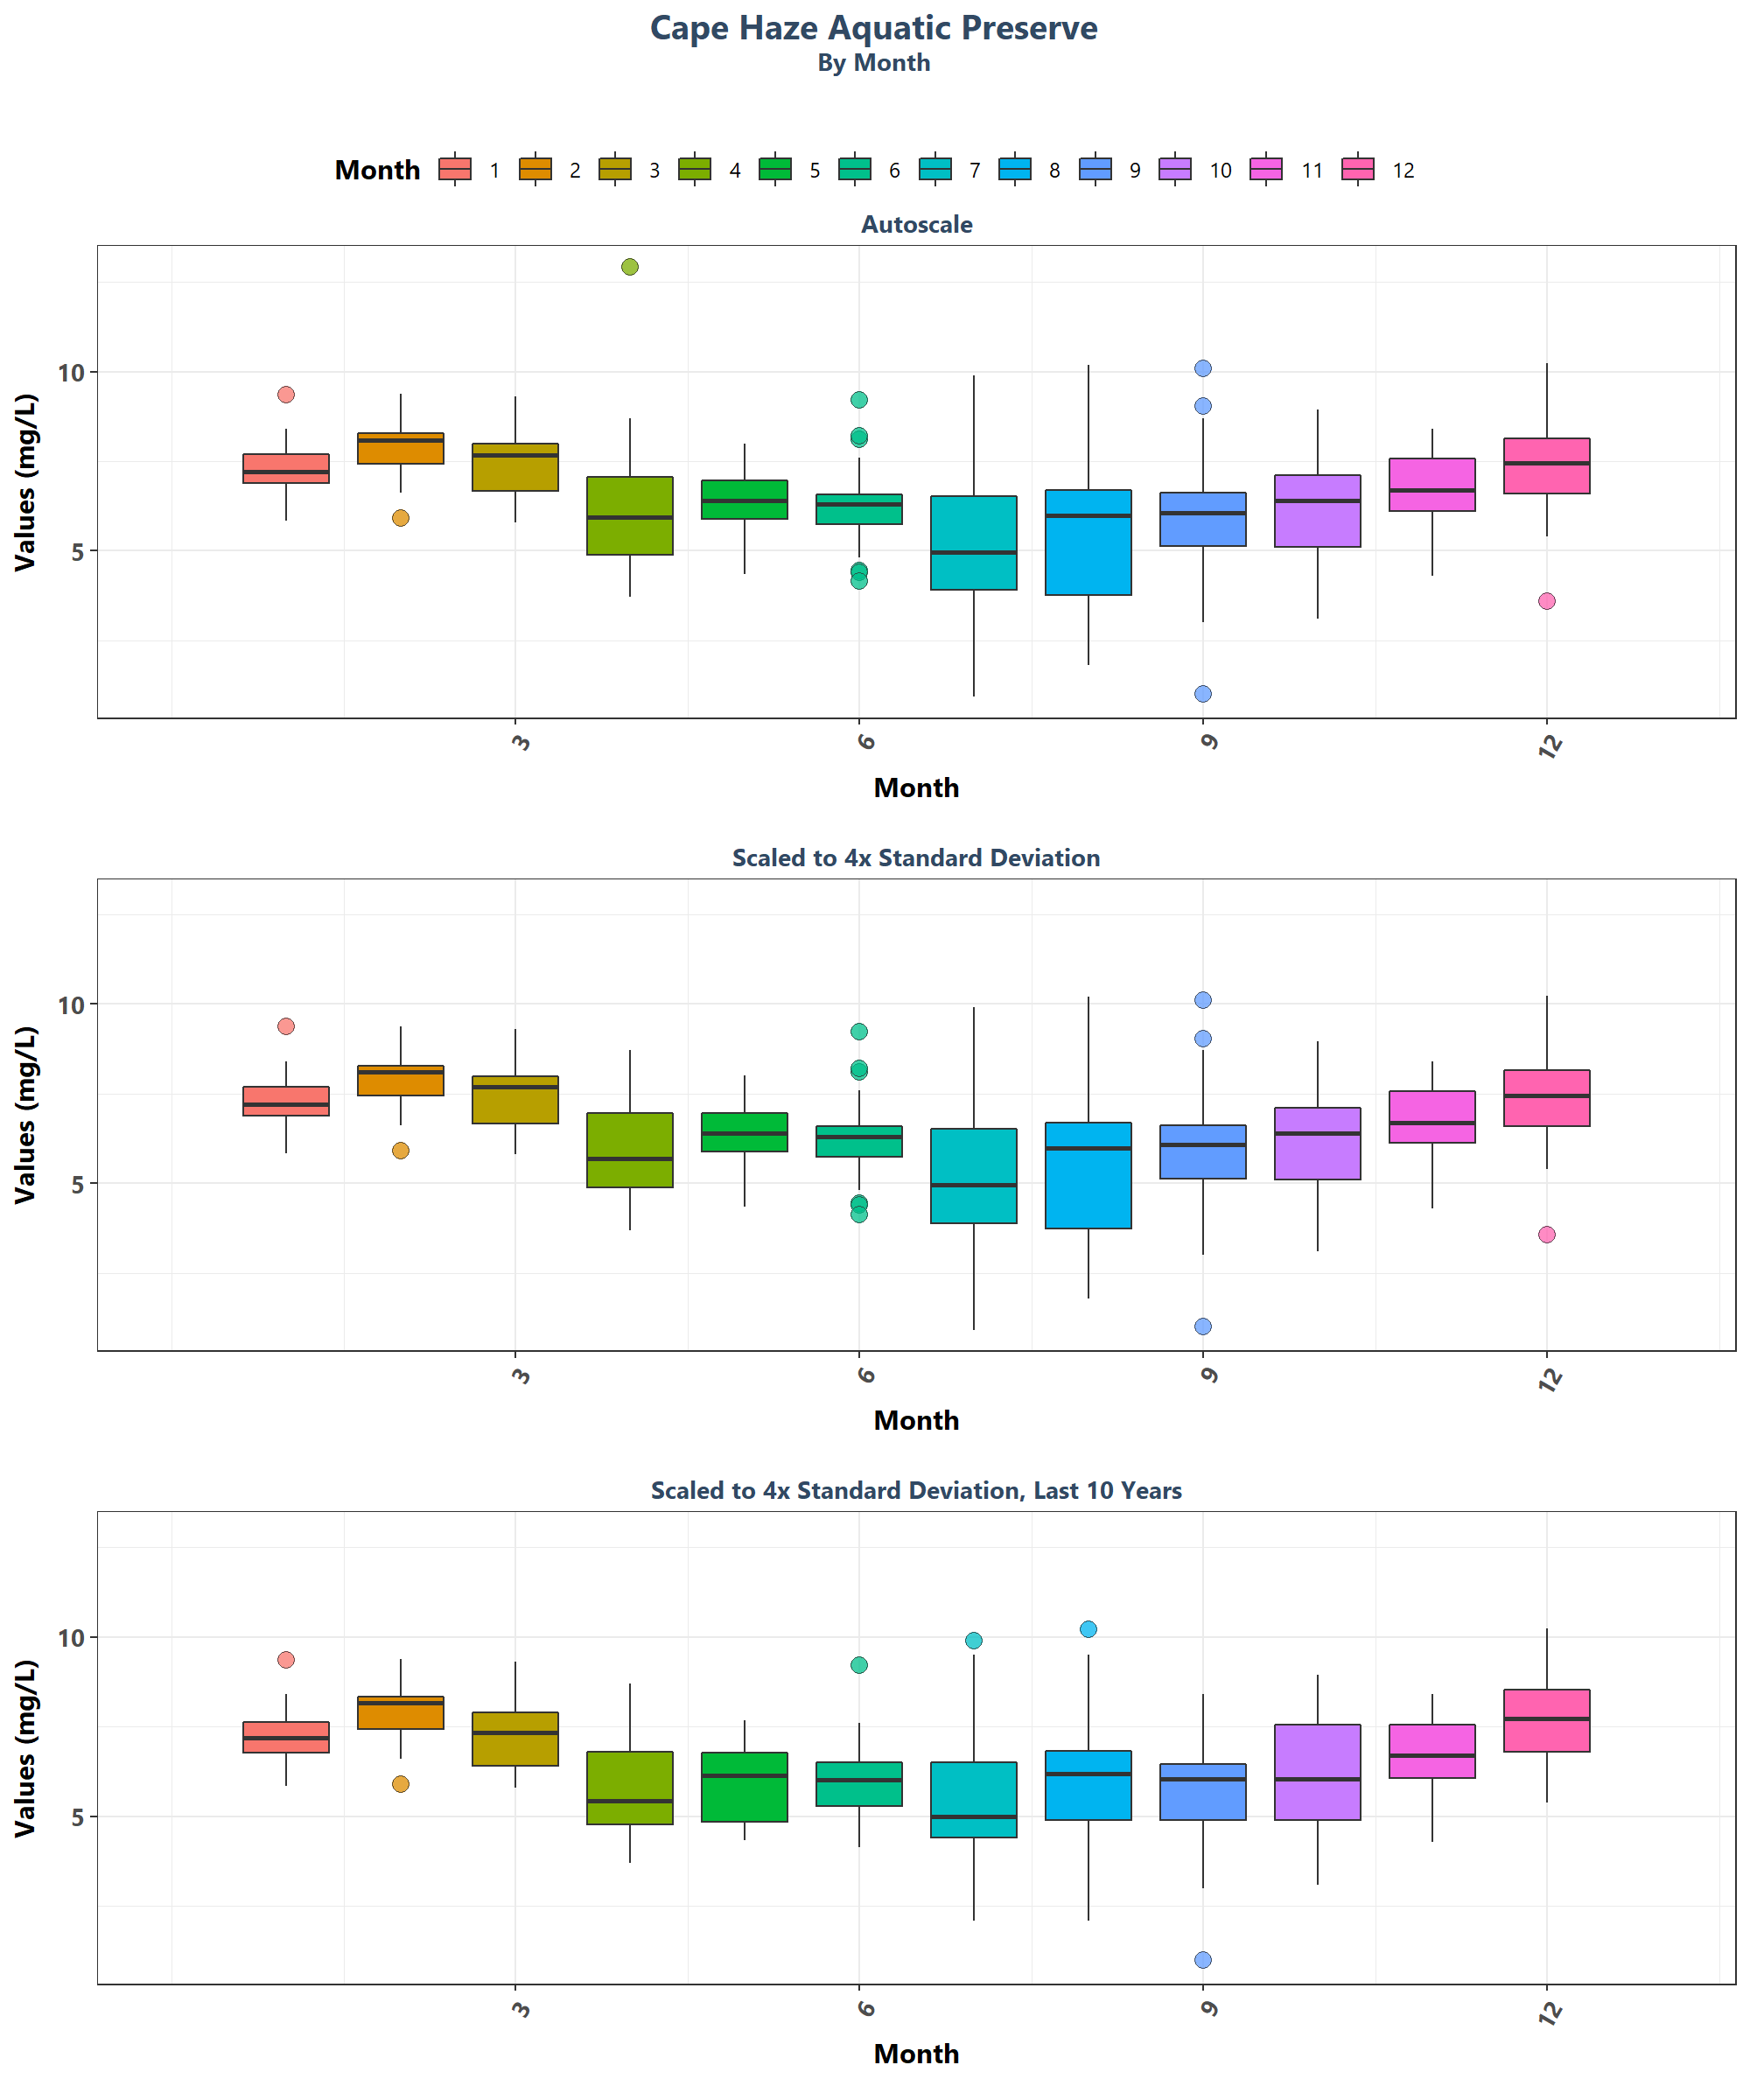 Cape Haze Aquatic Preserve
By Month
Month 1 2 3 4 5 6 7 8 9 10 11 12
Autoscale
Values (mg/L)
10
5
3 6 9 12
Month
Scaled to 4x Standard Deviation
Values (mg/L)
10
5
3 6 9 12
Month
Scaled to 4x Standard Deviation, Last 10 Years
Values (mg/L)
10
5
3 6 9 12
Month